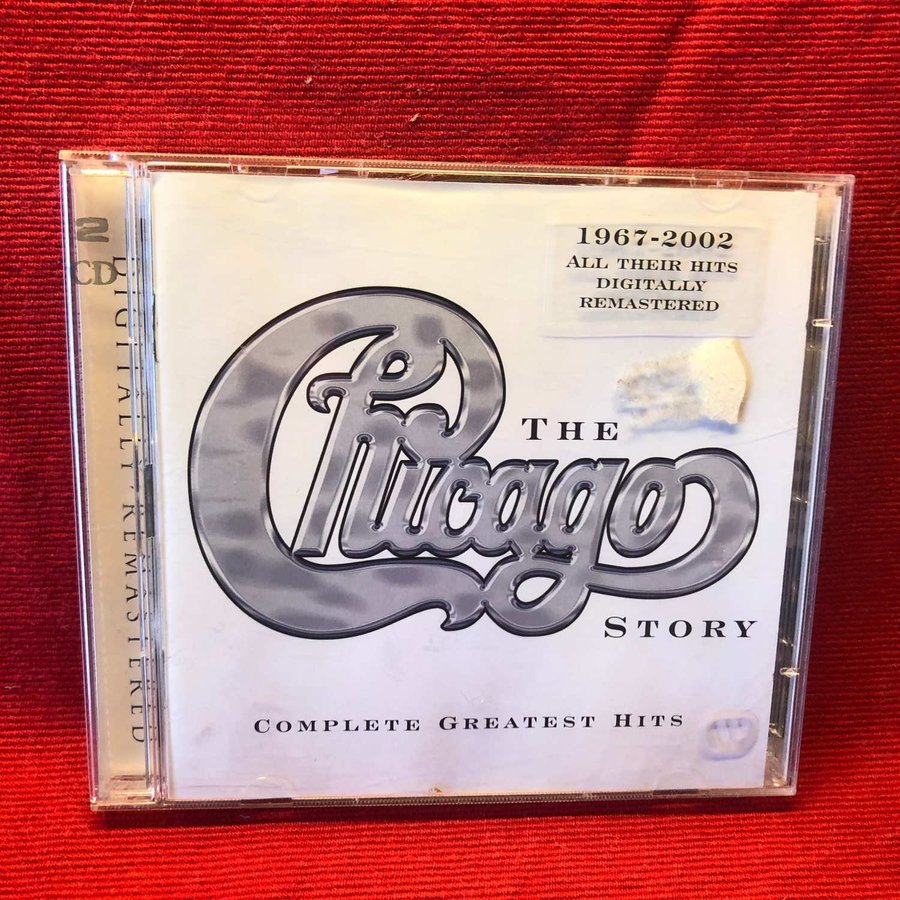 2
CD
DIGITALLY REMASTERED
1967-2002
ALL THEIR HITS
DIGITALLY
REMASTERED
THE
Chicago
STORY
COMPLETE GREATEST HITS